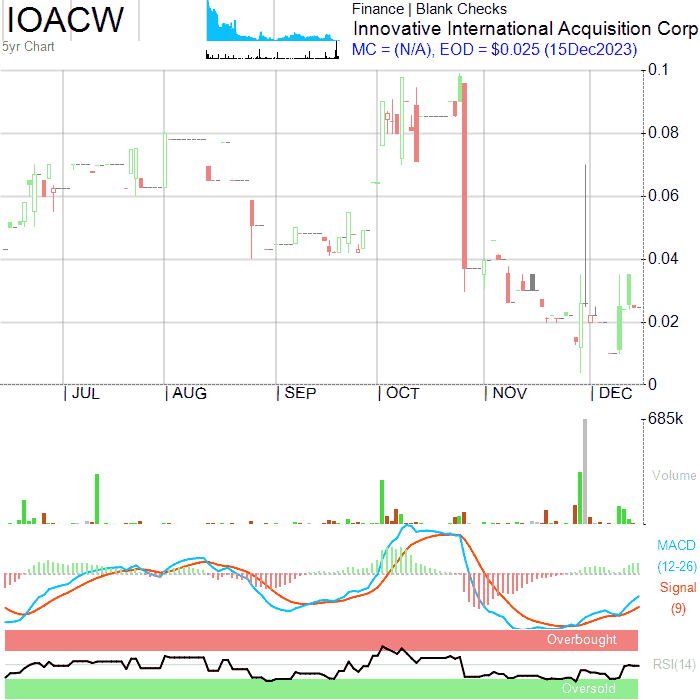 IOACW
5yr Chart
Finance | Blank Checks
Innovative International Acquisition Corp
MC = (N/A), EOD = $0.025 (15Dec2023)
0.1
0.08
0.06
0.04
0.02
0
JUL AUG SEP OCT NOV DEC
685k
Volume
MACD
(12-26)
Signal
(9)
Overbought
RSI(14)
Oversold